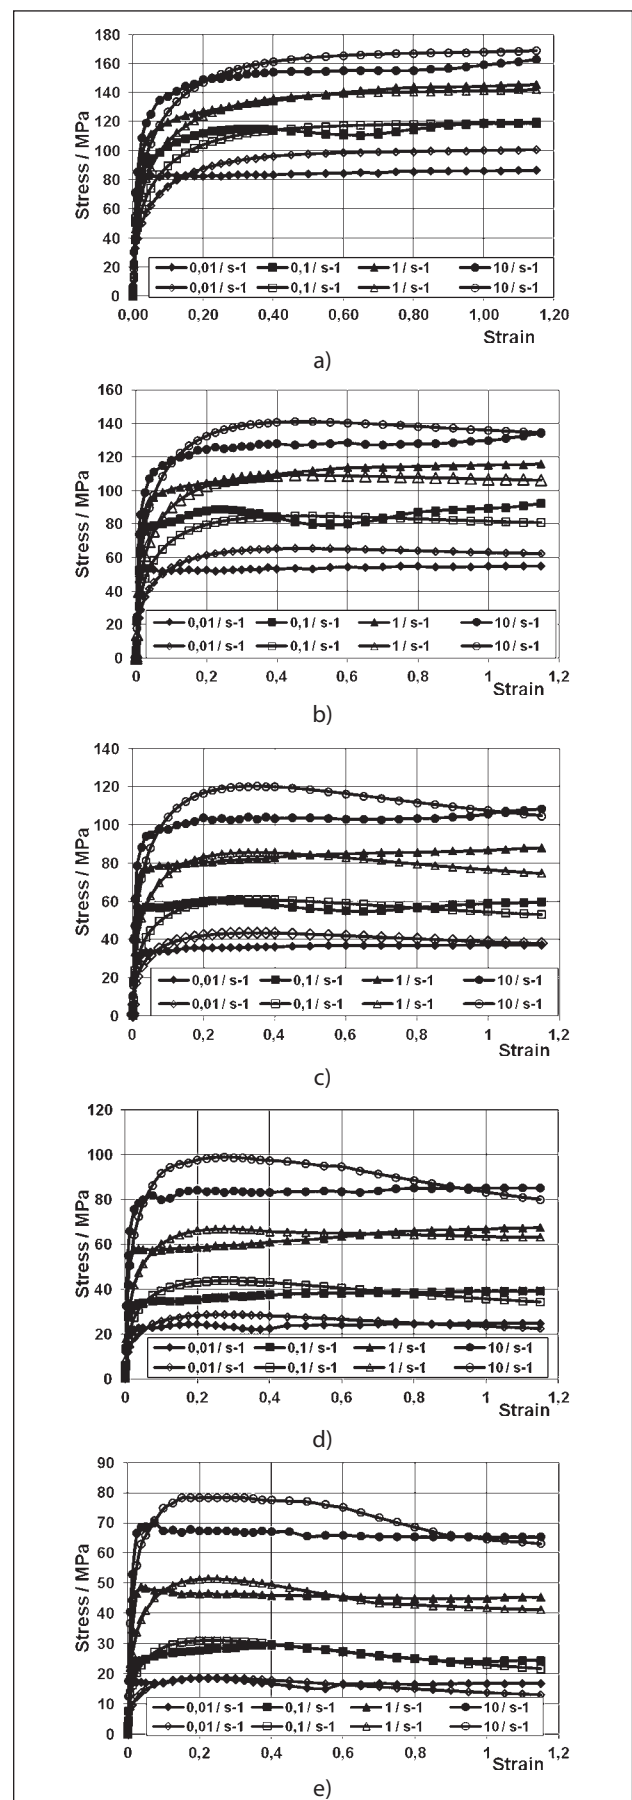 180
160
140
120
100
80
60
40
20
0
Stress / MPa
0,00 0,20 0,40 0,60 0,80 1,00 1,20
Strain
0,01/ s-1 0,1/ s-1 1/ s-1 10/ s-1
0,01/ s-1 0,1/ s-1 1/ s-1 10/ s-1
a)
160
140
120
100
80
60
40
20
0
Stress / MPa
0,01/ s-1 0,1/ s-1 1/ s-1 10/ s-1
0,01/ s-1 0,1/ s-1 1/ s-1 10/ s-1
0 0,2 0,4 0,6 0,8 1 1,2
Strain
b)
140
120
100
80
60
40
20
0
Stress / MPa
0,01/ s-1 0,1/ s-1 1/ s-1 10/ s-1
0,01/ s-1 0,1/ s-1 1/ s-1 10/ s-1
0 0,2 0,4 0,6 0,8 1 1,2
Strain
c)
120
100
80
60
40
20
0
Stress / MPa
0,01/ s-1 0,1/ s-1 1/ s-1 10/ s-1
0,01/ s-1 0,1/ s-1 1/ s-1 10/ s-1
0 0,2 0,4 0,6 0,8 1 1,2
Strain
d)
90
80
70
60
50
40
30
20
10
0
Stress / MPa
0,01/ s-1 0,1/ s-1 1/ s-1 10/ s-1
0,01/ s-1 0,1/ s-1 1/ s-1 10/ s-1
0 0,2 0,4 0,6 0,8 1 1,2
Strain
e)